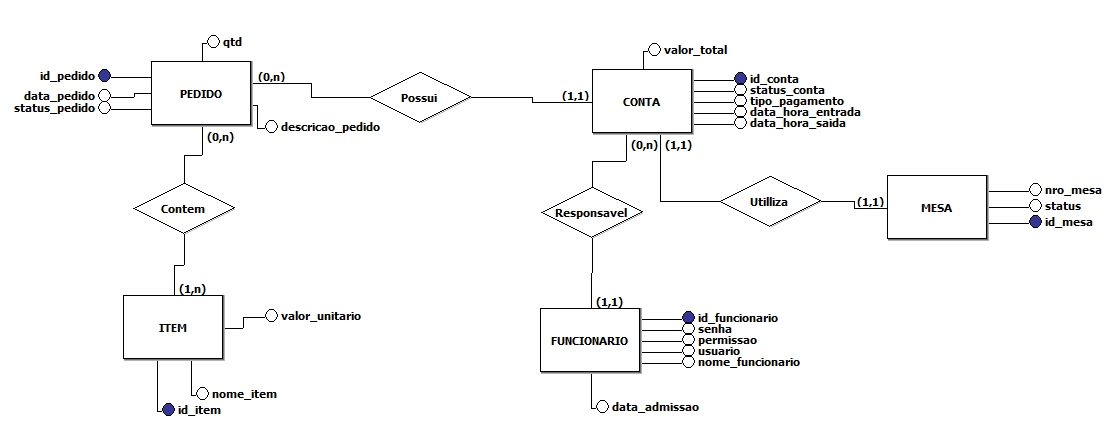 qtd
id_pedido
data_pedido
status_pedido
PEDIDO
(0,n)
descricao_pedido
(0,n)
Possui
(1,1)
valor_total
CONTA
id_conta
status_conta
tipo_pagamento
data_hora_entrada
data_hora_saida
(0,n)
(1,1)
Contem
Responsavel
Utilliza
(1,1)
MESA
nro_mesa
status
id_mesa
(1,n)
ITEM
valor_unitario
nome_item
id_item
(1,1)
FUNCIONARIO
id_funcionario
senha
permissao
usuario
nome_funcionario
data_admissao